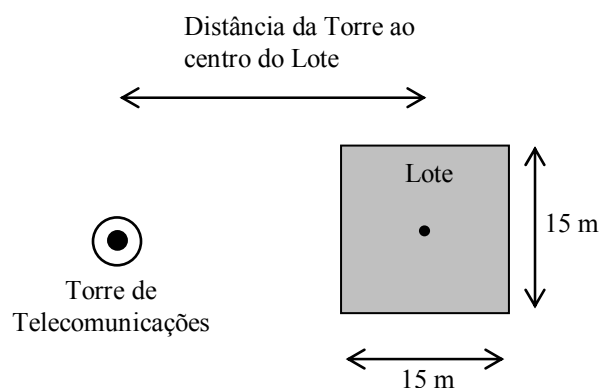 Distância da Torre ao
centro do Lote
Lote
15 m
Torre de
Telecomunicações
15 m